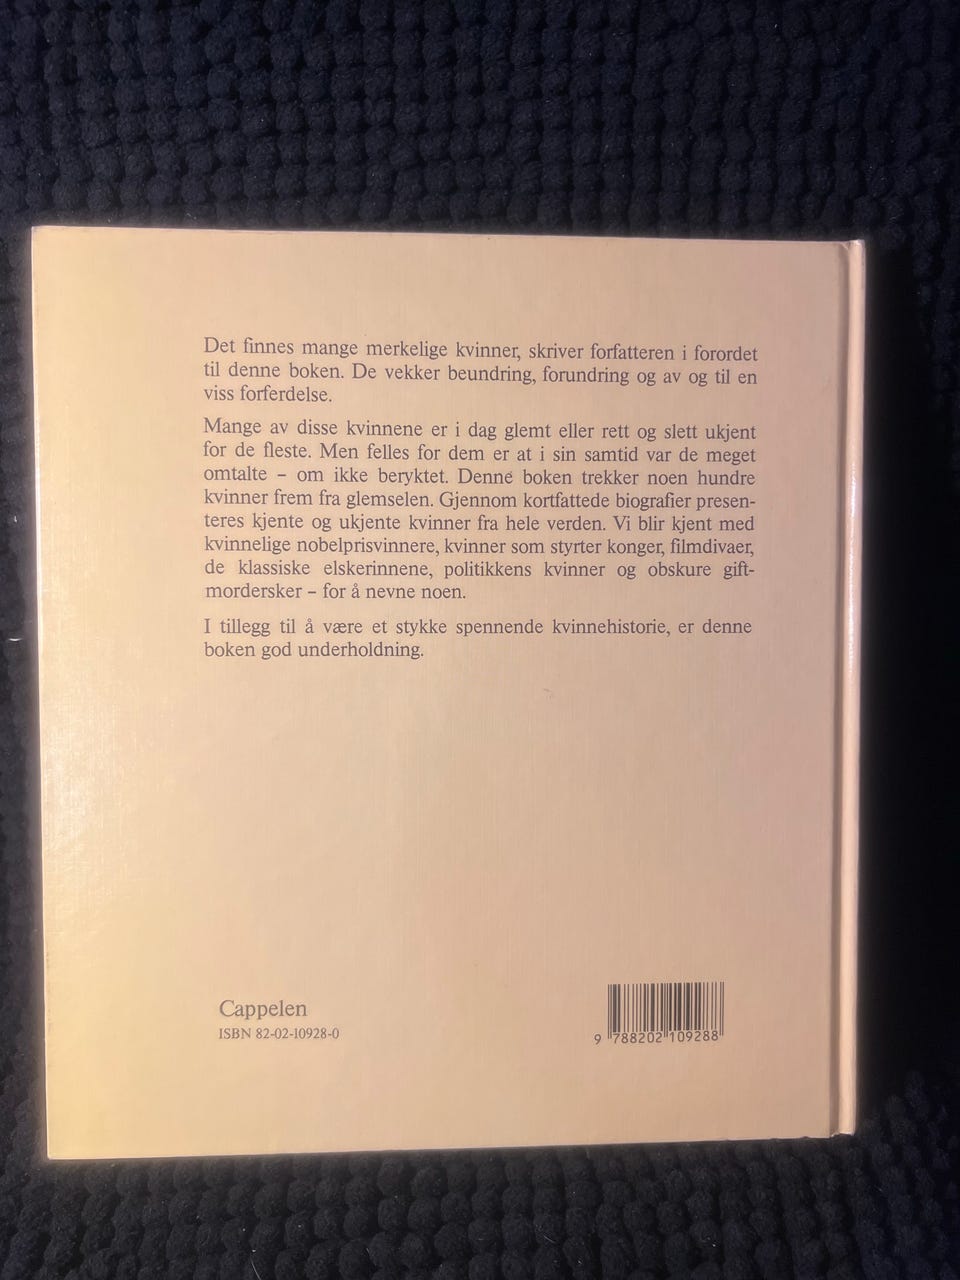 Det finnes mange merkelige kvinner, skriver forfatteren i forordet
til denne boken. De vekker beundring, forundring og av og til en
viss forferdelse.
Mange av disse kvinnene er i dag glemt eller rett og slett ukjent
for de fleste. Men felles for dem er at i sin samtid var de meget
omtalte – om ikke beryktet. Denne boken trekker noen hundre
kvinner frem fra glemselen. Gjennom kortfattede biografier presen-
teres kjente og ukjente kvinner fra hele verden. Vi blir kjent med
kvinnelige nobelprisvinnere, kvinner som styrter konger, filmdivaer,
de klassiske elskerinnene, politikkens kvinner og obskure gift-
mordersker – for å nevne noen.
I tillegg til å være et stykke spennende kvinnehistorie, er denne
boken god underholdning.
Cappelen
ISBN 82-02-10928-0
9 788202 109288